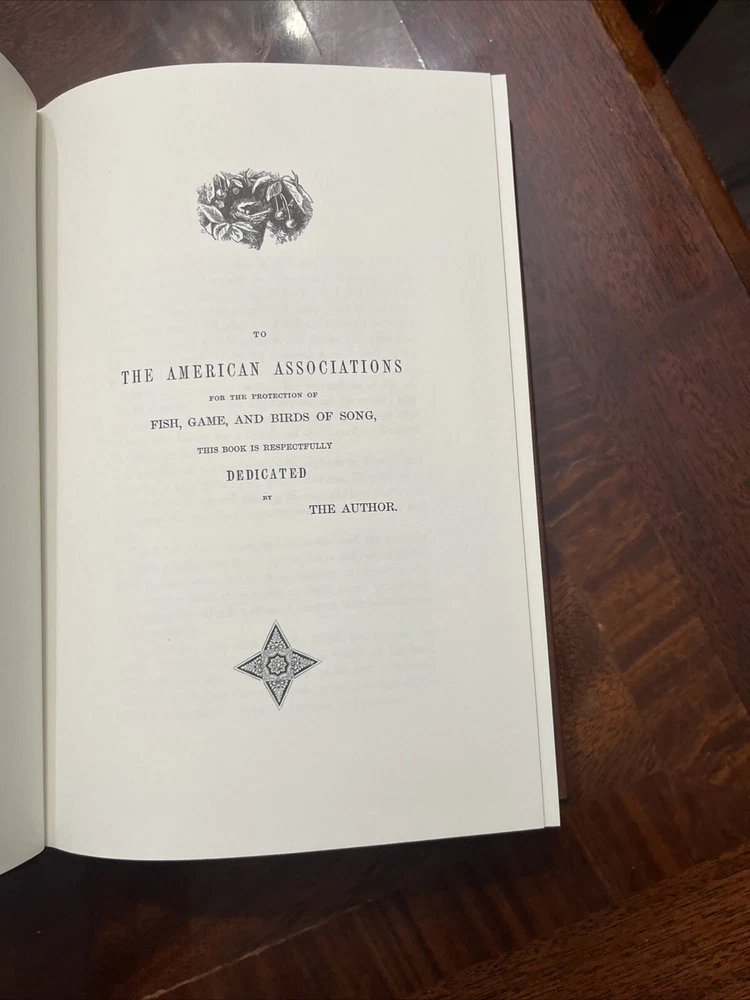 TO
THE AMERICAN ASSOCIATIONS
FOR THE PROTECTION OF
FISH, GAME, AND BIRDS OF SONG,
THIS BOOK IS RESPECTFULLY
DEDICATED
BY
THE AUTHOR.